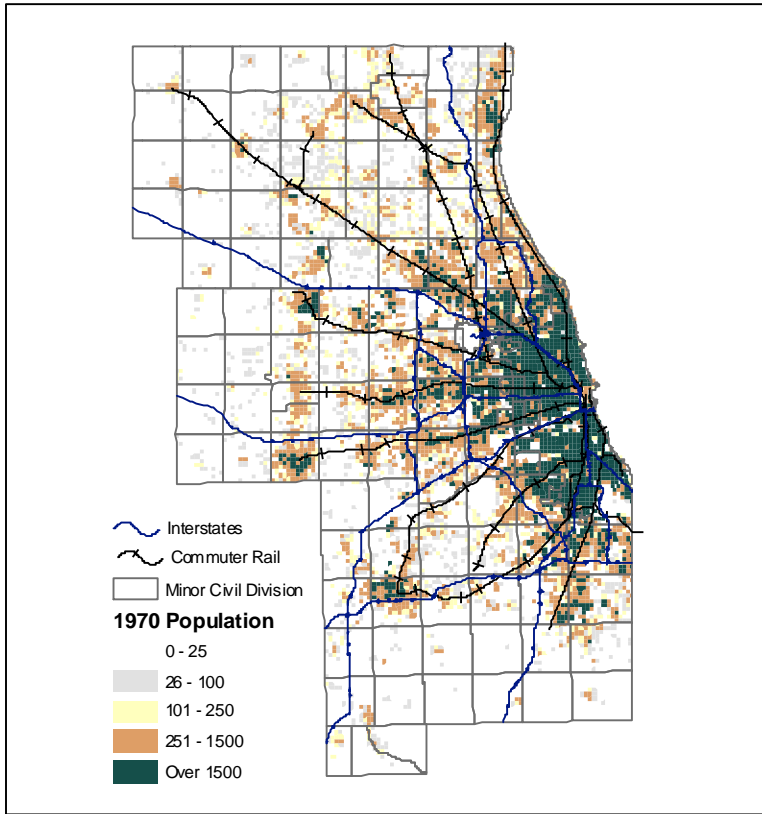 Interstates
Commuter Rail
Minor Civil Division
1970 Population
0 - 25
26 - 100
101 - 250
251 - 1500
Over 1500